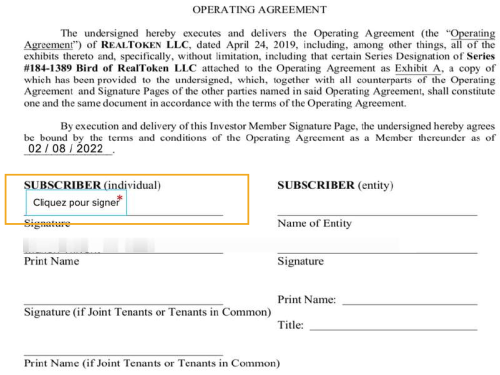 OPERATING AGREEMENT
The undersigned hereby executes and delivers the Operating Agreement (the “Operating
Agreement”) of REALTOKEN LLC, dated April 24, 2019, including, among other things, all of the
exhibits thereto and, specifically, without limitation, including that certain Series Designation of Series
#184-1389 Bird of RealToken LLC attached to the Operating Agreement as Exhibit A, a copy of
which has been provided to the undersigned, which, together with all counterparts of the Operating
Agreement and Signature Pages of the other parties named in said Operating Agreement, shall constitute
one and the same document in accordance with the terms of the Operating Agreement.
By execution and delivery of this Investor Member Signature Page, the undersigned hereby agrees
be bound by the terms and conditions of the Operating Agreement as a Member thereunder as of
02 / 08 / 2022.
SUBSCRIBER (individual)
SUBSCRIBER (entity)
Cliquez pour signer*
Signature
Name of Entity
Print Name
Signature
Print Name:
Signature (if Joint Tenants or Tenants in Common)
Title:
Print Name (if Joint Tenants or Tenants in Common)